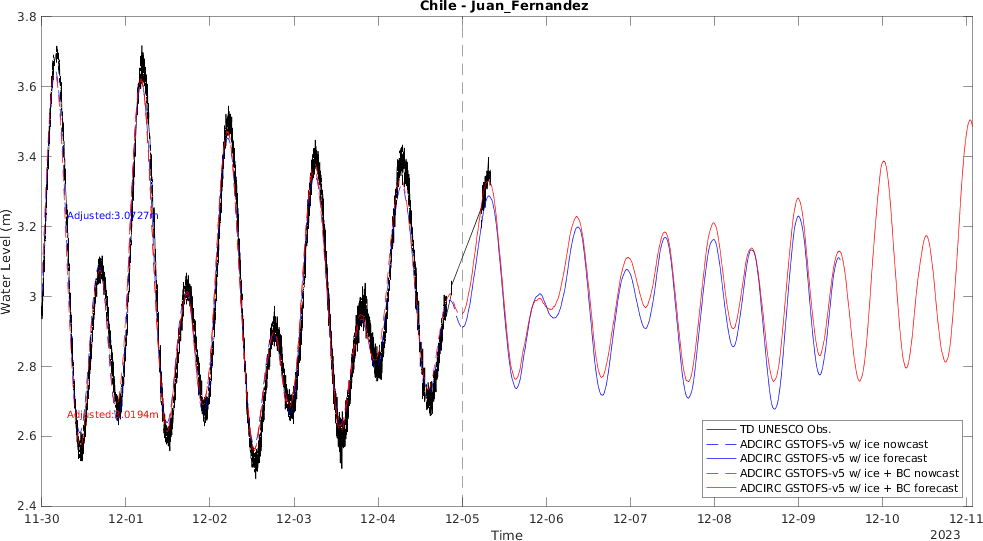 Chile - Juan_Fernandez
3.8
3.6
3.4
3.2
3
2.8
2.6
2.4
Water Level (m)
Adjusted:3.0727m
Adjusted:3.0194m
TD UNESCO Obs.
ADCIRC GSTOFS-v5 w/ ice nowcast
ADCIRC GSTOFS-v5 w/ ice forecast
ADCIRC GSTOFS-v5 w/ ice + BC nowcast
ADCIRC GSTOFS-v5 w/ ice + BC forecast
11-30 12-01 12-02 12-03 12-04 12-05 12-06 12-07 12-08 12-09 12-10 12-11
Time
2023